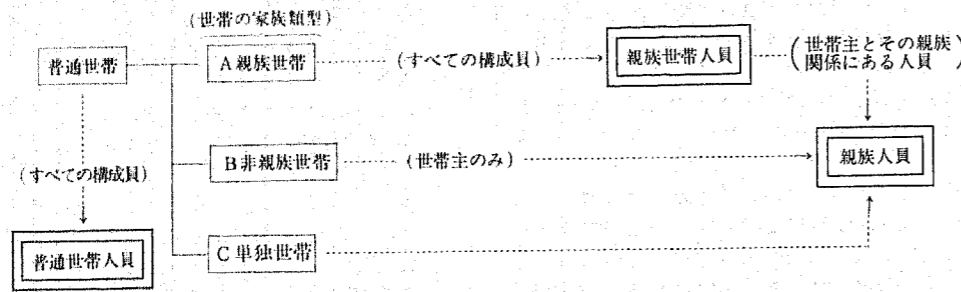 (世帯の家族類型)
普通世帯
A親族世帯
(すべての構成員)
親族世帯人員
(世帯主とその親族
関係にある人員)
B非親族世帯
(世帯主のみ)
親族人員
(すべての構成員)
C単独世帯
普通世帯人員